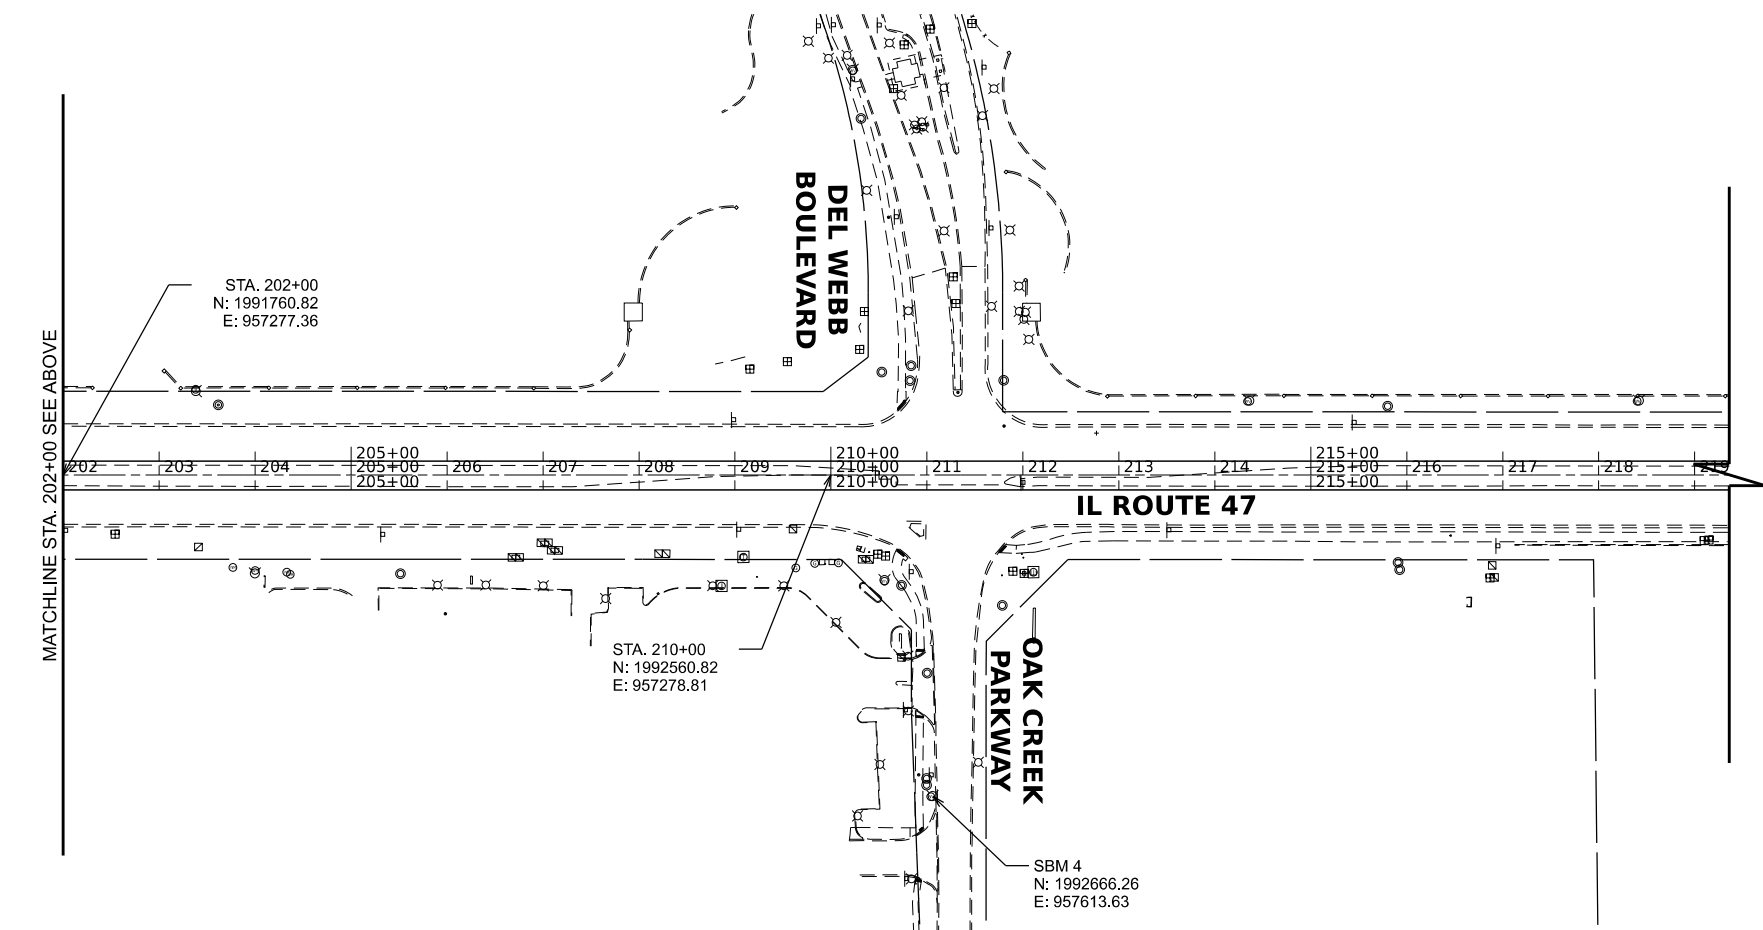 DEL WEBB
BOULEVARD
STA. 202+00
N: 1991760.82
E: 957277.36
MATCHLINE STA. 202+00 SEE ABOVE
205+00 210+00 215+00
202 203 204 205+00 206 207 208 209 210+00 211 212 213 214 215+00 216 217 218 219
205+00 210+00 215+00
IL ROUTE 47
STA. 210+00
N: 1992560.82
E: 957278.81
OAK CREEK
PARKWAY
SBM 4
N: 1992666.26
E: 957613.63